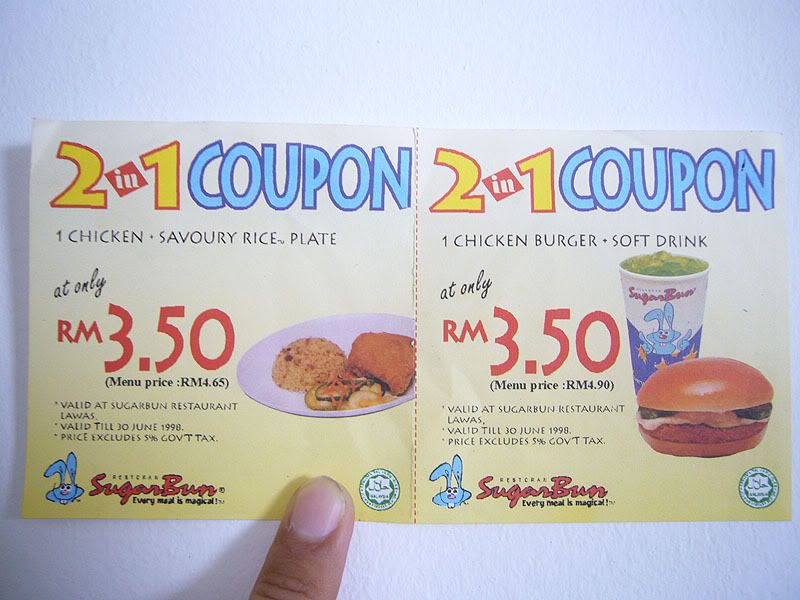 2 in 1 COUPON
1 CHICKEN + SAVOURY RICE™ PLATE
at only
RM 3.50
(Menu price :RM4.65)
* VALID AT SUGARBUN RESTAURANT
LAWAS.
* VALID TILL 30 JUNE 1998.
* PRICE EXCLUDES 5% GOV'T TAX.
RESTORAN
SugarBun®
Every meal is magical!™
2 in 1 COUPON
1 CHICKEN BURGER + SOFT DRINK
at only
RM 3.50
(Menu price :RM4.90)
* VALID AT SUGARBUN RESTAURANT
LAWAS.
* VALID TILL 30 JUNE 1998.
* PRICE EXCLUDES 5% GOV'T TAX.
RESTORAN
SugarBun
RESTORAN
SugarBun
Every meal is magical!™